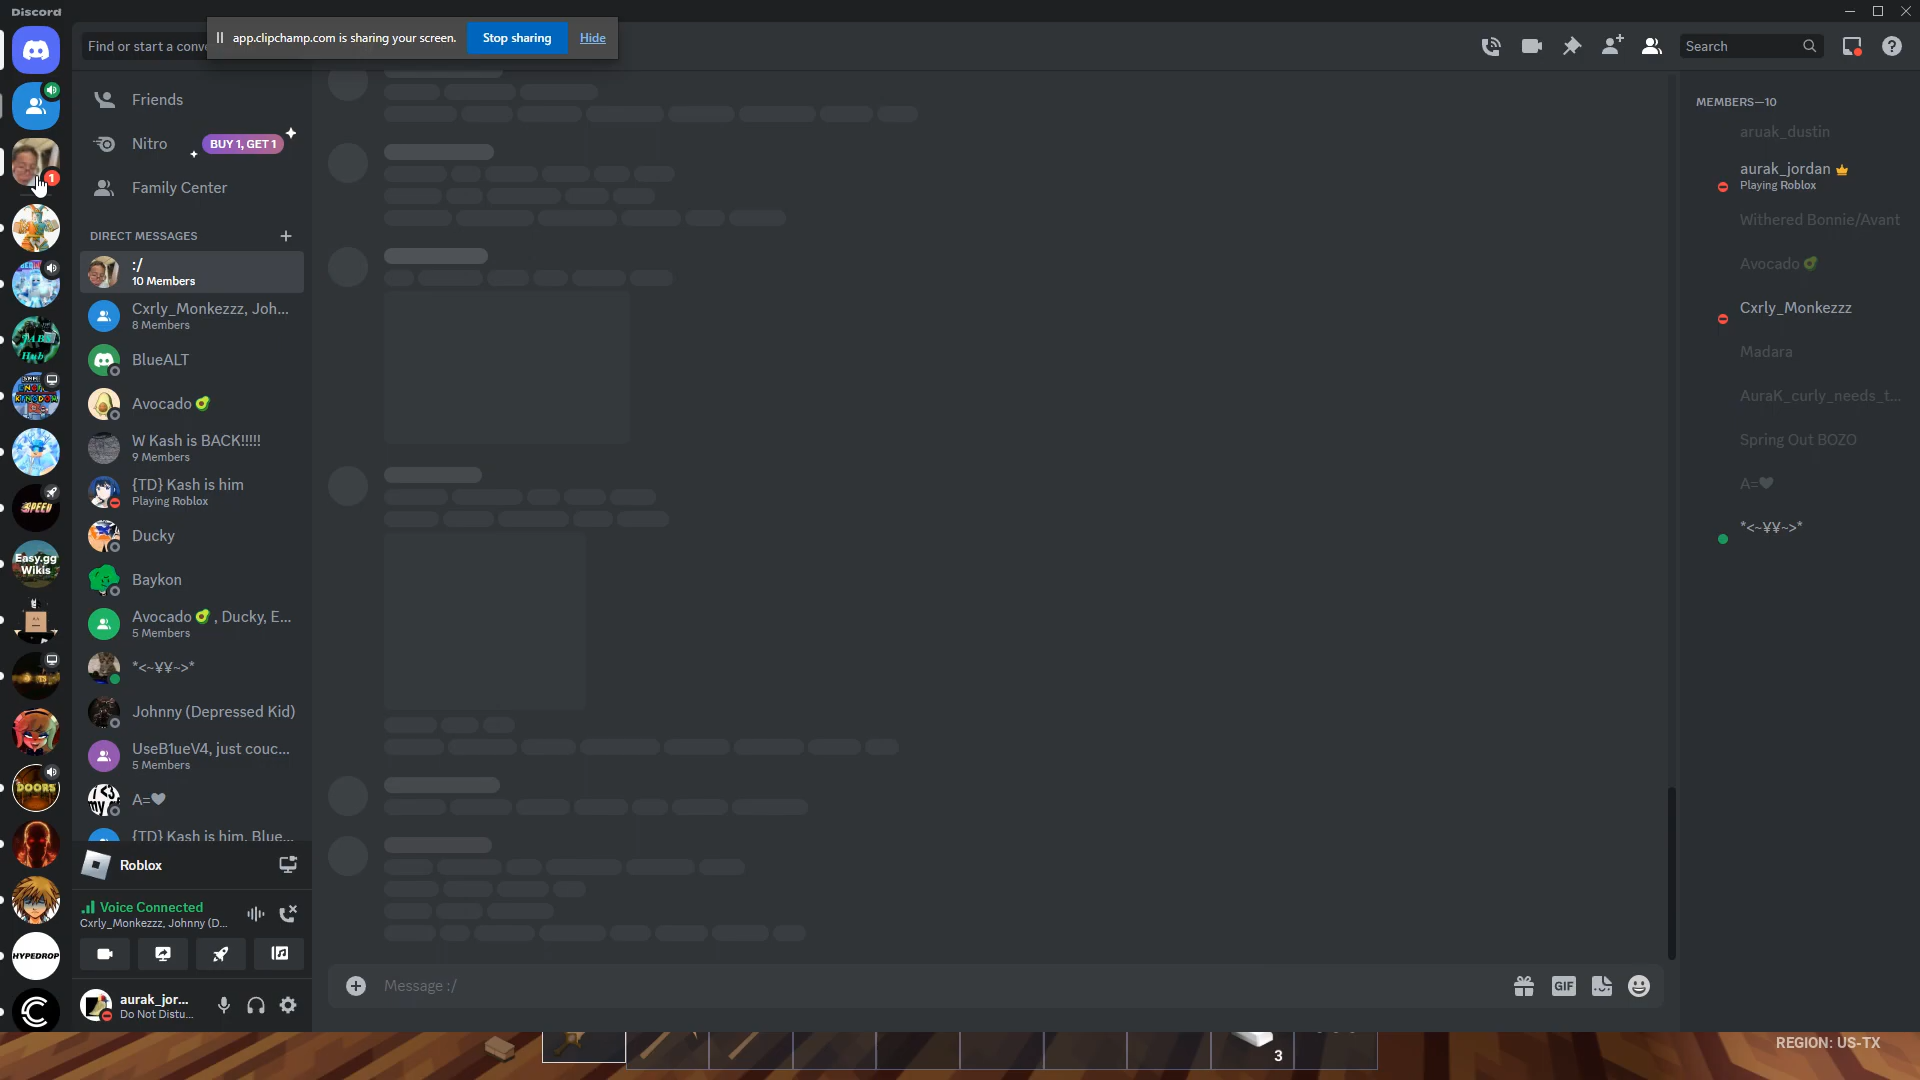 Discord
Find or start a conve
app.clipchamp.com is sharing your screen.
Stop sharing
Hide
Search
Friends
Nitro
BUY 1, GET 1
Family Center
DIRECT MESSAGES
:/
10 Members
Cxrly_Monkezzz, Joh...
8 Members
BlueALT
Avocado🥑
W Kash is BACK!!!!!
9 Members
{TD} Kash is him
Playing Roblox
Ducky
Baykon
Avocado🥑 , Ducky, E...
5 Members
*<~¥¥~>*
Johnny (Depressed Kid)
UseB1ueV4, just couc...
5 Members
A=🖤
{TD} Kash is him, Blue...
Roblox
Voice Connected
Cxrly_Monkezzz, Johnny (D...
aurak_jor...
Do Not Distu...
1
SPEED
Easy.gg
Wikis
DOORS
HYPEDROP
Message :/
GIF
MEMBERS—10
aruak_dustin
aurak_jordan
Playing Roblox
Withered Bonnie/Avant
Avocado🥑
Cxrly_Monkezzz
Madara
AuraK_curly_needs_t...
Spring Out BOZO
A=🖤
*<~¥¥~>*
3
REGION: US-TX